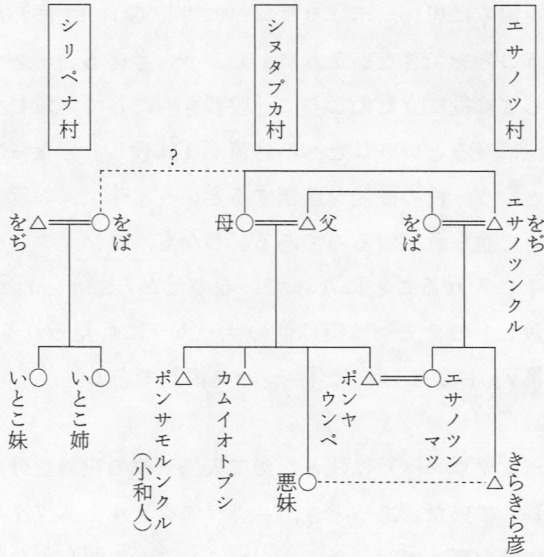 エサノツ村
シヌタプカ村
シリペナ村
?
をぢ
エサノツンクル
をば
父
母
をば
をぢ
きらきら彦
エサノツン
マツ
ポンヤ
ウンペ
悪妹
カムイオトプシ
ポンサモルンクル
(小和人)
いとこ姉
いとこ妹